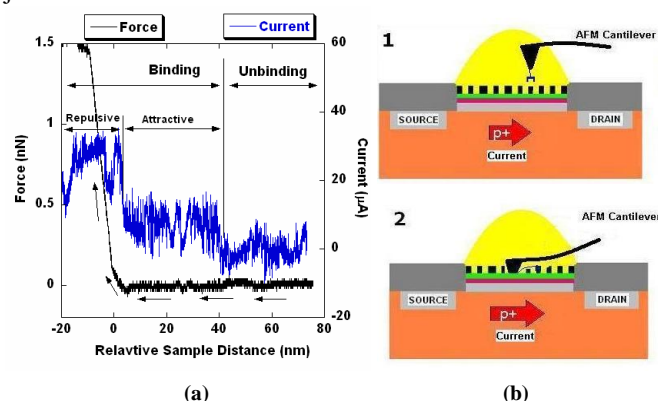 Force
Current
1.5
1
0.5
0
60
40
20
0
-20
Binding
Unbinding
Repulsive
Attractive
Force (nN)
Current (μA)
-20 0 20 40 60 80
Relavtive Sample Distance (nm)
(a)
1
AFM Cantilever
SOURCE
DRAIN
p+
Current
2
AFM Cantilever
SOURCE
DRAIN
p+
Current
(b)